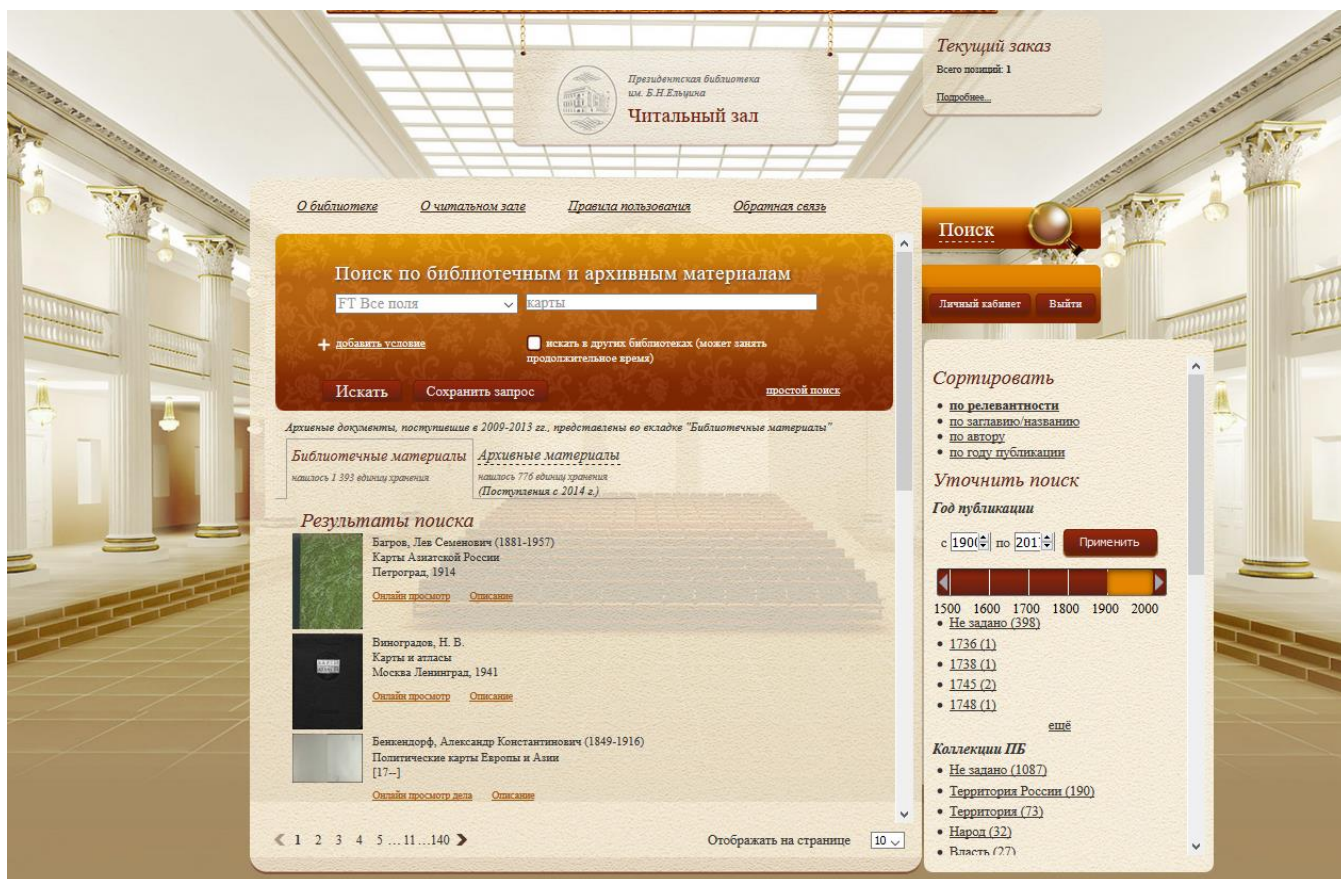 Президентская библиотека
им. Б.Н.Ельцина
Читальный зал
Текущий заказ
Всего позиций: 1
Подробнее...
О библиотеке О читальном зале Правила пользования Обратная связь
Поиск по библиотечным и архивным материалам
FT Все поля карты
добавить условие
искать в других библиотеках (может занять
продолжительное время)
Искать Сохранить запрос простой поиск
Архивные документы, поступившие в 2009-2013 гг., представлены во вкладке "Библиотечные материалы"
Библиотечные материалы
нашлось 1 393 единиц хранения
Архивные материалы
нашлось 776 единиц хранения
(Поступления с 2014 г.)
Результаты поиска
Багров, Лев Семенович (1881-1957)
Карты Азиатской России
Петроград, 1914
Онлайн просмотр Описание
Виноградов, Н. В.
Карты и атласы
Москва Ленинград, 1941
Онлайн просмотр Описание
Бенкендорф, Александр Константинович (1849-1916)
Политические карты Европы и Азии
[17--]
Онлайн просмотр дела Описание
1 2 3 4 5 ... 11 ...140
Отображать на странице 10
Поиск
Личный кабинет Выйти
Сортировать
по релевантности
по заглавию/названию
по автору
по году публикации
Уточнить поиск
Год публикации
с 1900 по 201 Применить
1500 1600 1700 1800 1900 2000
Не задано (398)
1736 (1)
1738 (1)
1745 (2)
1748 (1)
ещё
Коллекции ПБ
Не задано (1087)
Территория России (190)
Территория (73)
Народ (32)
Власть (27)